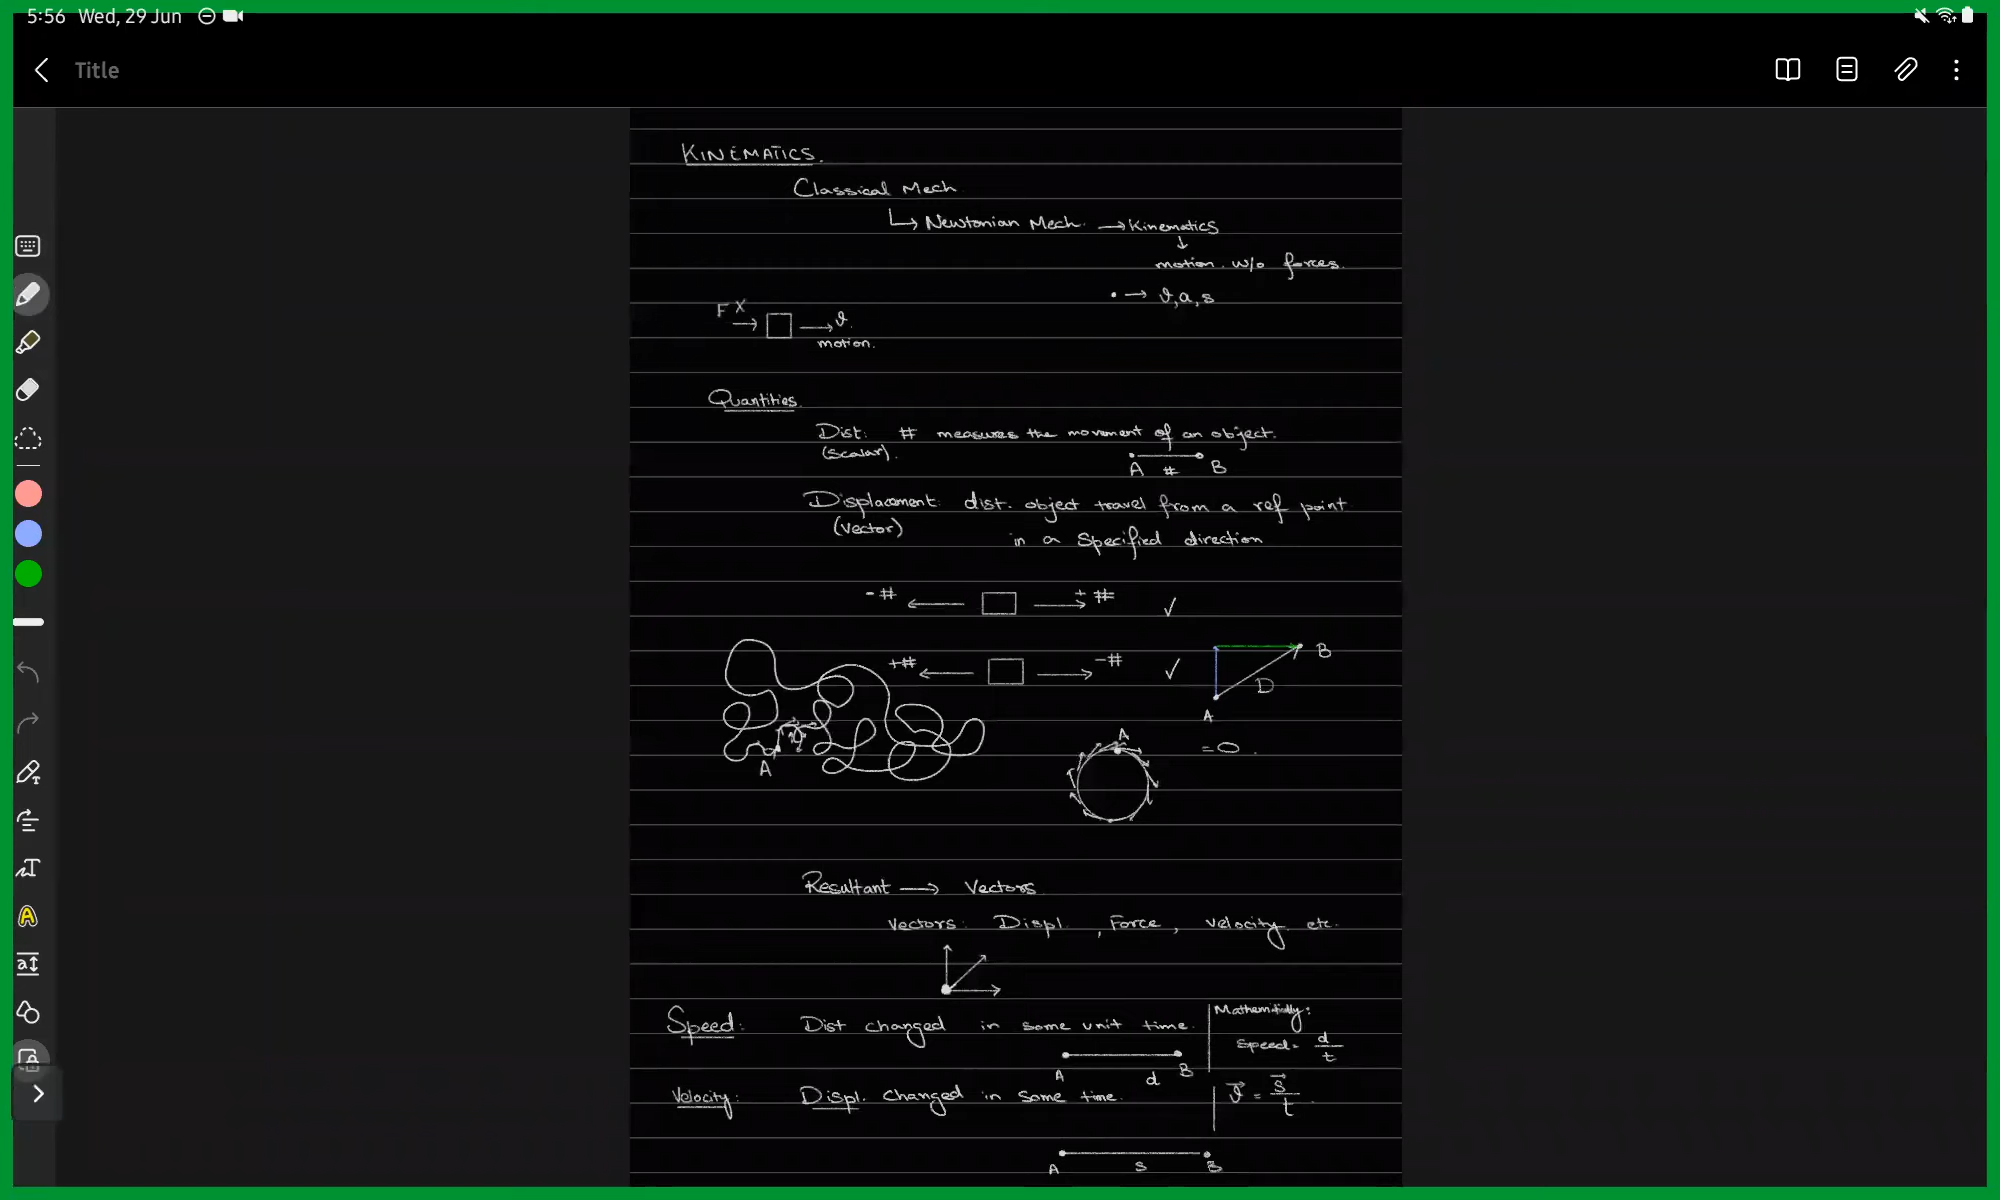 5:56 Wed, 29 Jun
Title
KINEMATICS.
Classical Mech
↳ Newtonian Mech. → Kinematics
↓
motion. w/o forces.
• → v, a, s
F X → → v.
motion.
Quantities.
Dist: # measures the movement of an object.
(scalar).
A # B
Displacement: dist. object travel from a ref point
(vector)
in a specified direction
- # ← → + # ✓
+# ← → -# ✓
B
D
A
A
= 0.
A
Resultant → Vectors
Vectors: Displ., Force, velocity etc.
Speed: Dist changed in some unit time.
Mathematically:
Speed = d/t
A d B
Velocity: Displ. changed in some time.
v⃗ = s⃗/t
A s B